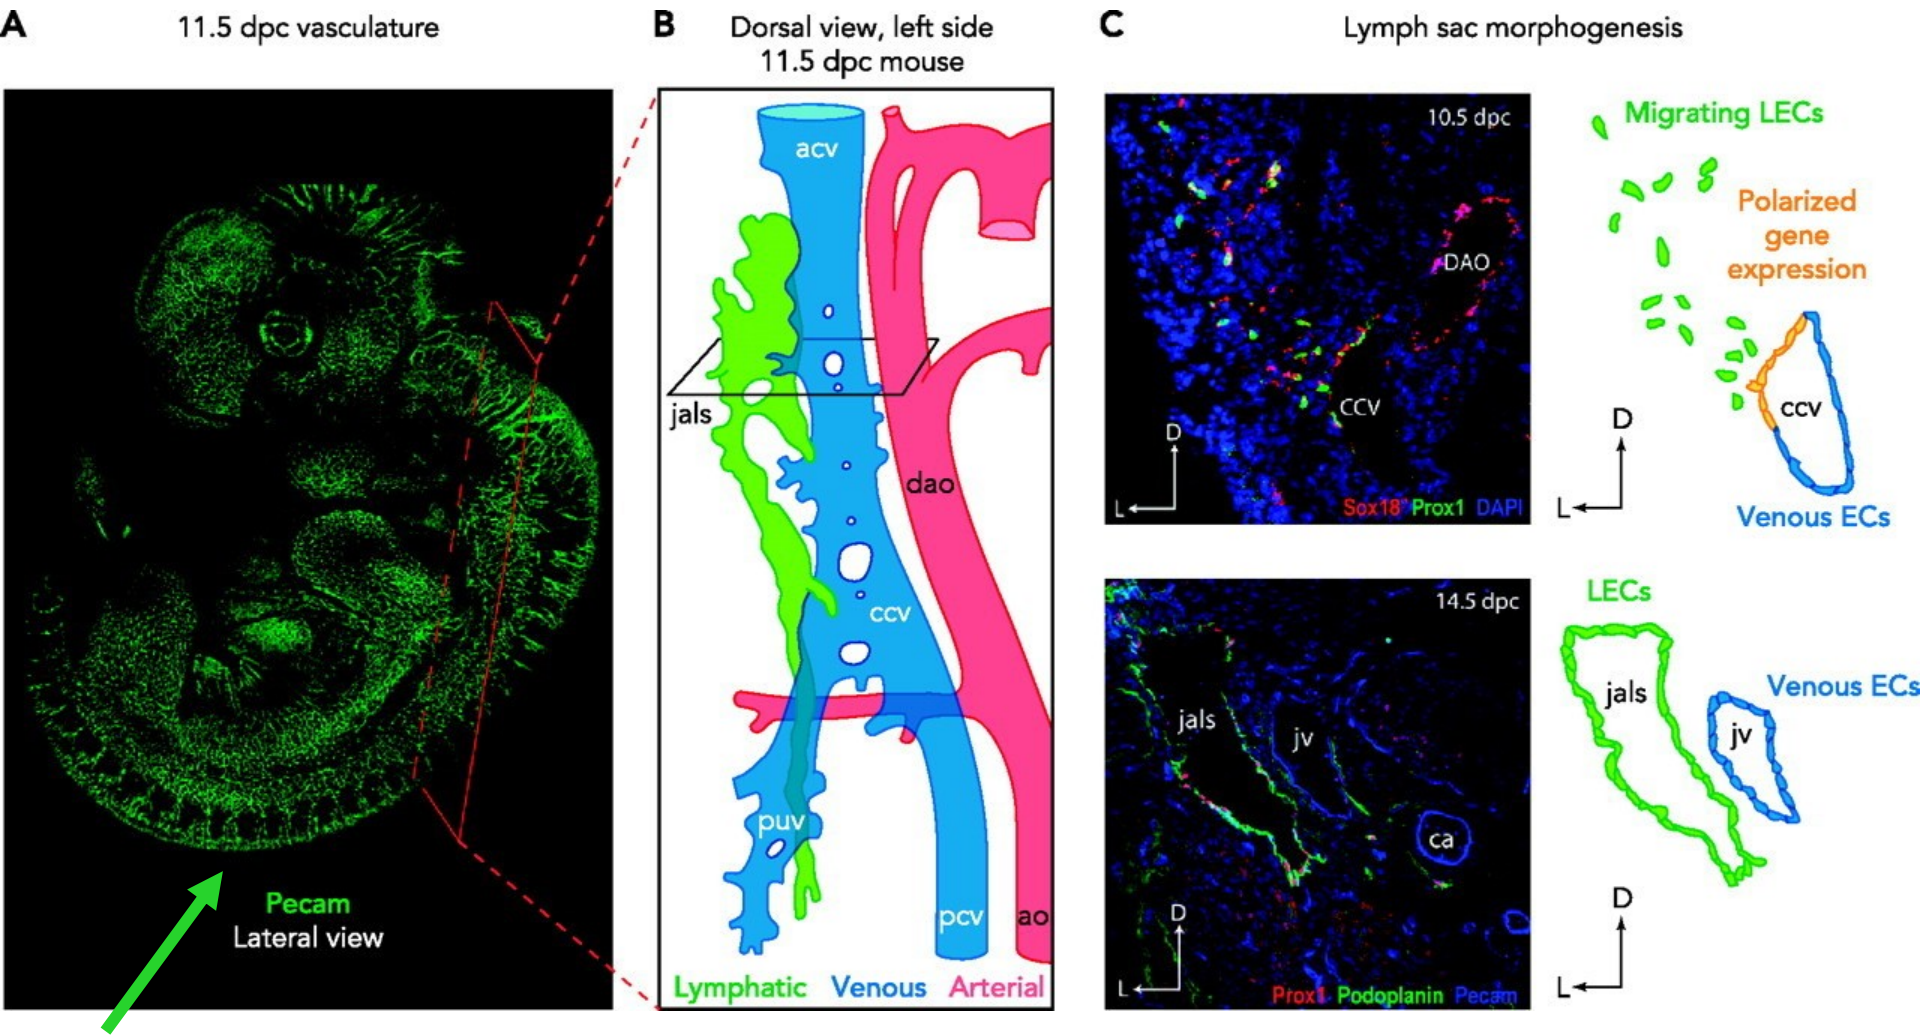 A
11.5 dpc vasculature
Pecam
Lateral view
B
Dorsal view, left side
11.5 dpc mouse
acv
jals
dao
ccv
puv
pcv
ao
Lymphatic Venous Arterial
C
Lymph sac morphogenesis
10.5 dpc
DAO
CCV
D
L
Sox18 Prox1 DAPI
Migrating LECs
Polarized
gene
expression
ccv
D
L
Venous ECs
14.5 dpc
jals
jv
ca
D
L
Prox1 Podoplanin Pecam
LECs
jals
Venous ECs
jv
D
L